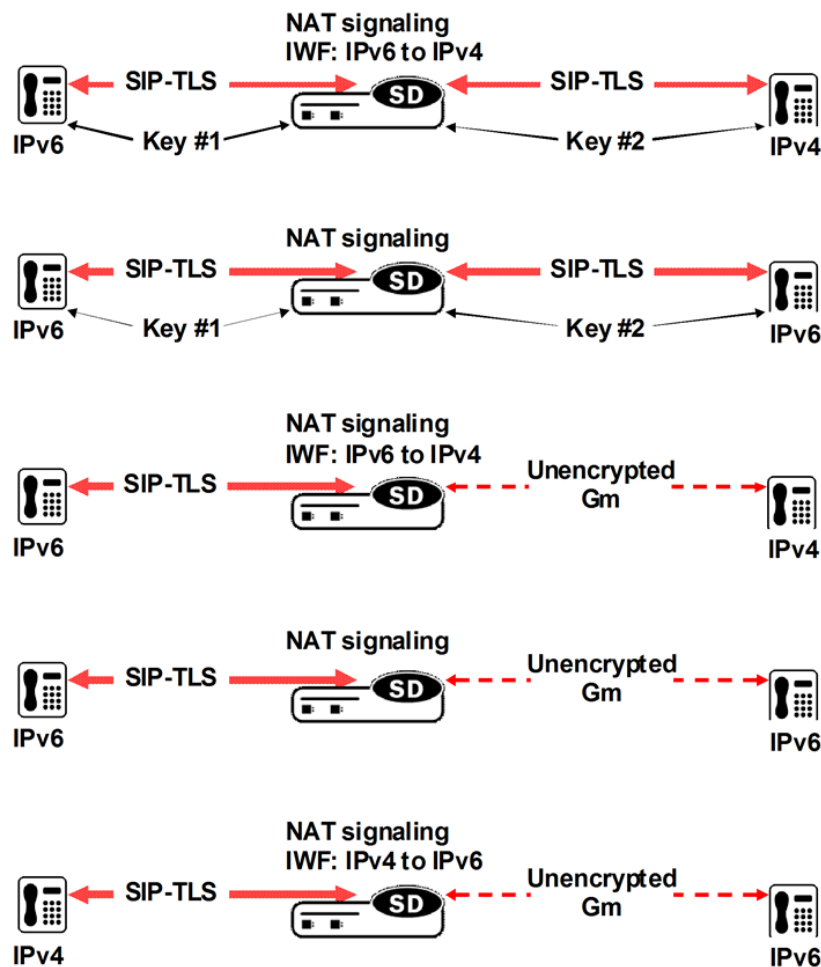 NAT signaling
IWF: IPv6 to IPv4
SIP-TLS
SD
SIP-TLS
IPv6
Key #1
Key #2
IPv4
NAT signaling
SIP-TLS
SD
SIP-TLS
IPv6
Key #1
Key #2
IPv6
NAT signaling
IWF: IPv6 to IPv4
SIP-TLS
SD
Unencrypted
Gm
IPv6
IPv4
NAT signaling
SIP-TLS
SD
Unencrypted
Gm
IPv6
IPv6
NAT signaling
IWF: IPv4 to IPv6
SIP-TLS
SD
Unencrypted
Gm
IPv4
IPv6